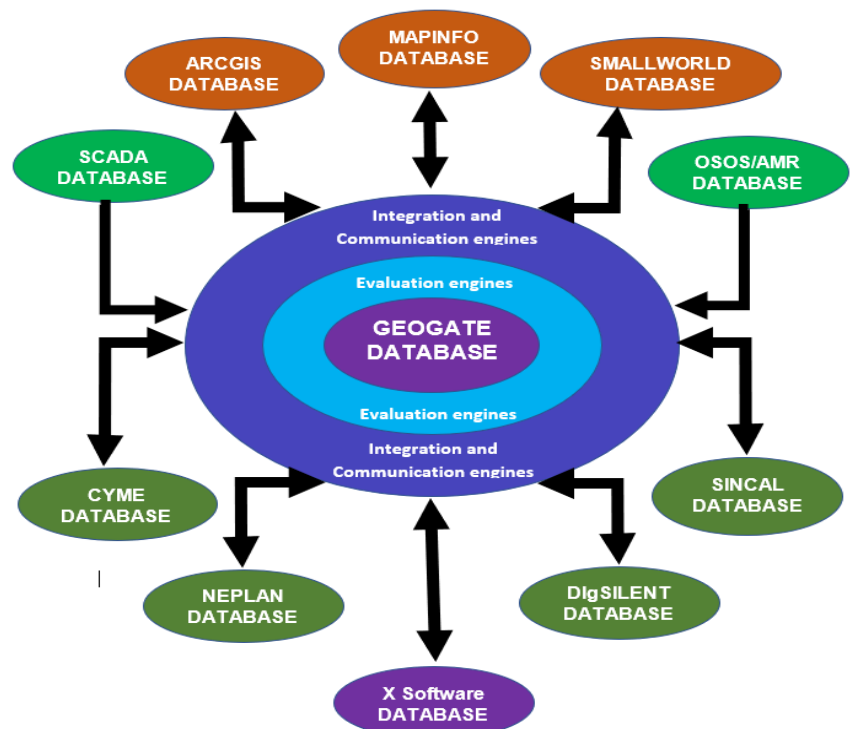 MAPINFO
DATABASE
ARCGIS
DATABASE
SMALLWORLD
DATABASE
SCADA
DATABASE
OSOS/AMR
DATABASE
Integration and
Communication engines
Evaluation engines
GEOGATE
DATABASE
Evaluation engines
Integration and
Communication engines
CYME
DATABASE
SINCAL
DATABASE
NEPLAN
DATABASE
DIgSILENT
DATABASE
X Software
DATABASE